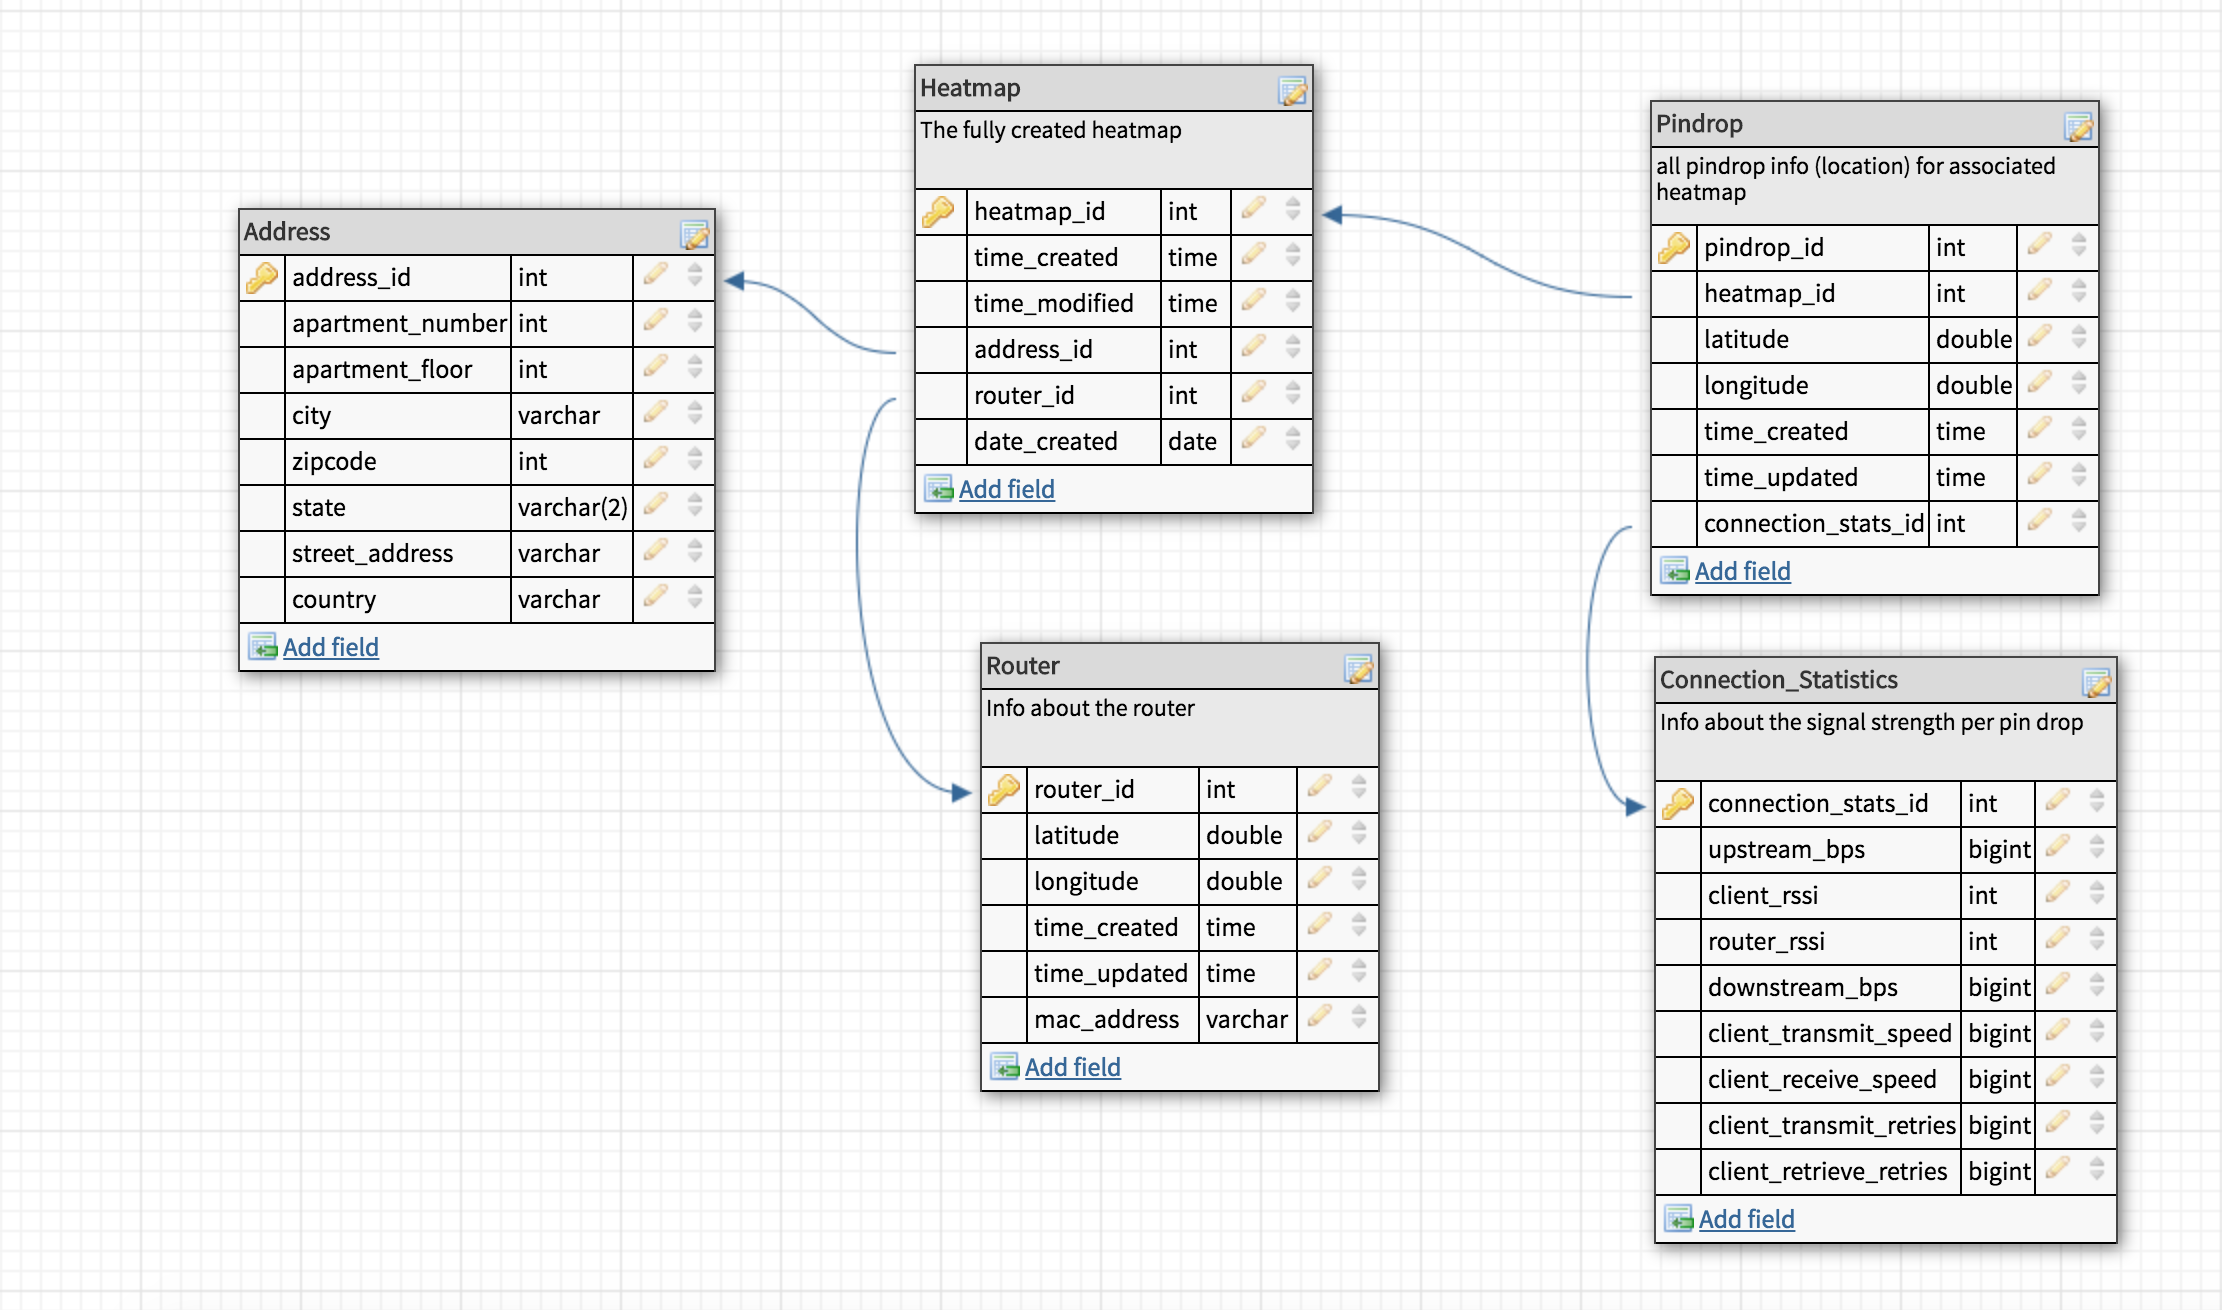 Address
address_id int
apartment_number int
apartment_floor int
city varchar
zipcode int
state varchar(2)
street_address varchar
country varchar
Add field
Heatmap
The fully created heatmap
heatmap_id int
time_created time
time_modified time
address_id int
router_id int
date_created date
Add field
Router
Info about the router
router_id int
latitude double
longitude double
time_created time
time_updated time
mac_address varchar
Add field
Pindrop
all pindrop info (location) for associated
heatmap
pindrop_id int
heatmap_id int
latitude double
longitude double
time_created time
time_updated time
connection_stats_id int
Add field
Connection_Statistics
Info about the signal strength per pin drop
connection_stats_id int
upstream_bps bigint
client_rssi int
router_rssi int
downstream_bps bigint
client_transmit_speed bigint
client_receive_speed bigint
client_transmit_retries bigint
client_retrieve_retries bigint
Add field